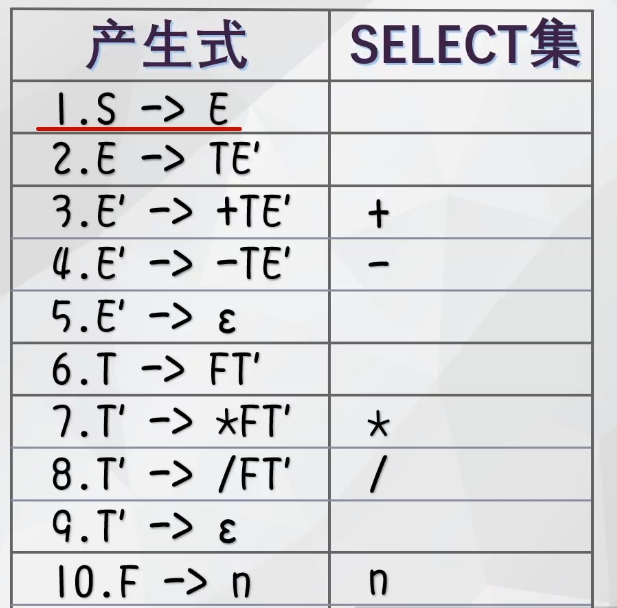 产生式 SELECT集
1.S -> E
2.E -> TE'
3.E' -> +TE' +
4.E' -> -TE' -
5.E' -> ε
6.T -> FT'
7.T' -> *FT' *
8.T' -> /FT' /
9.T' -> ε
10.F -> n n